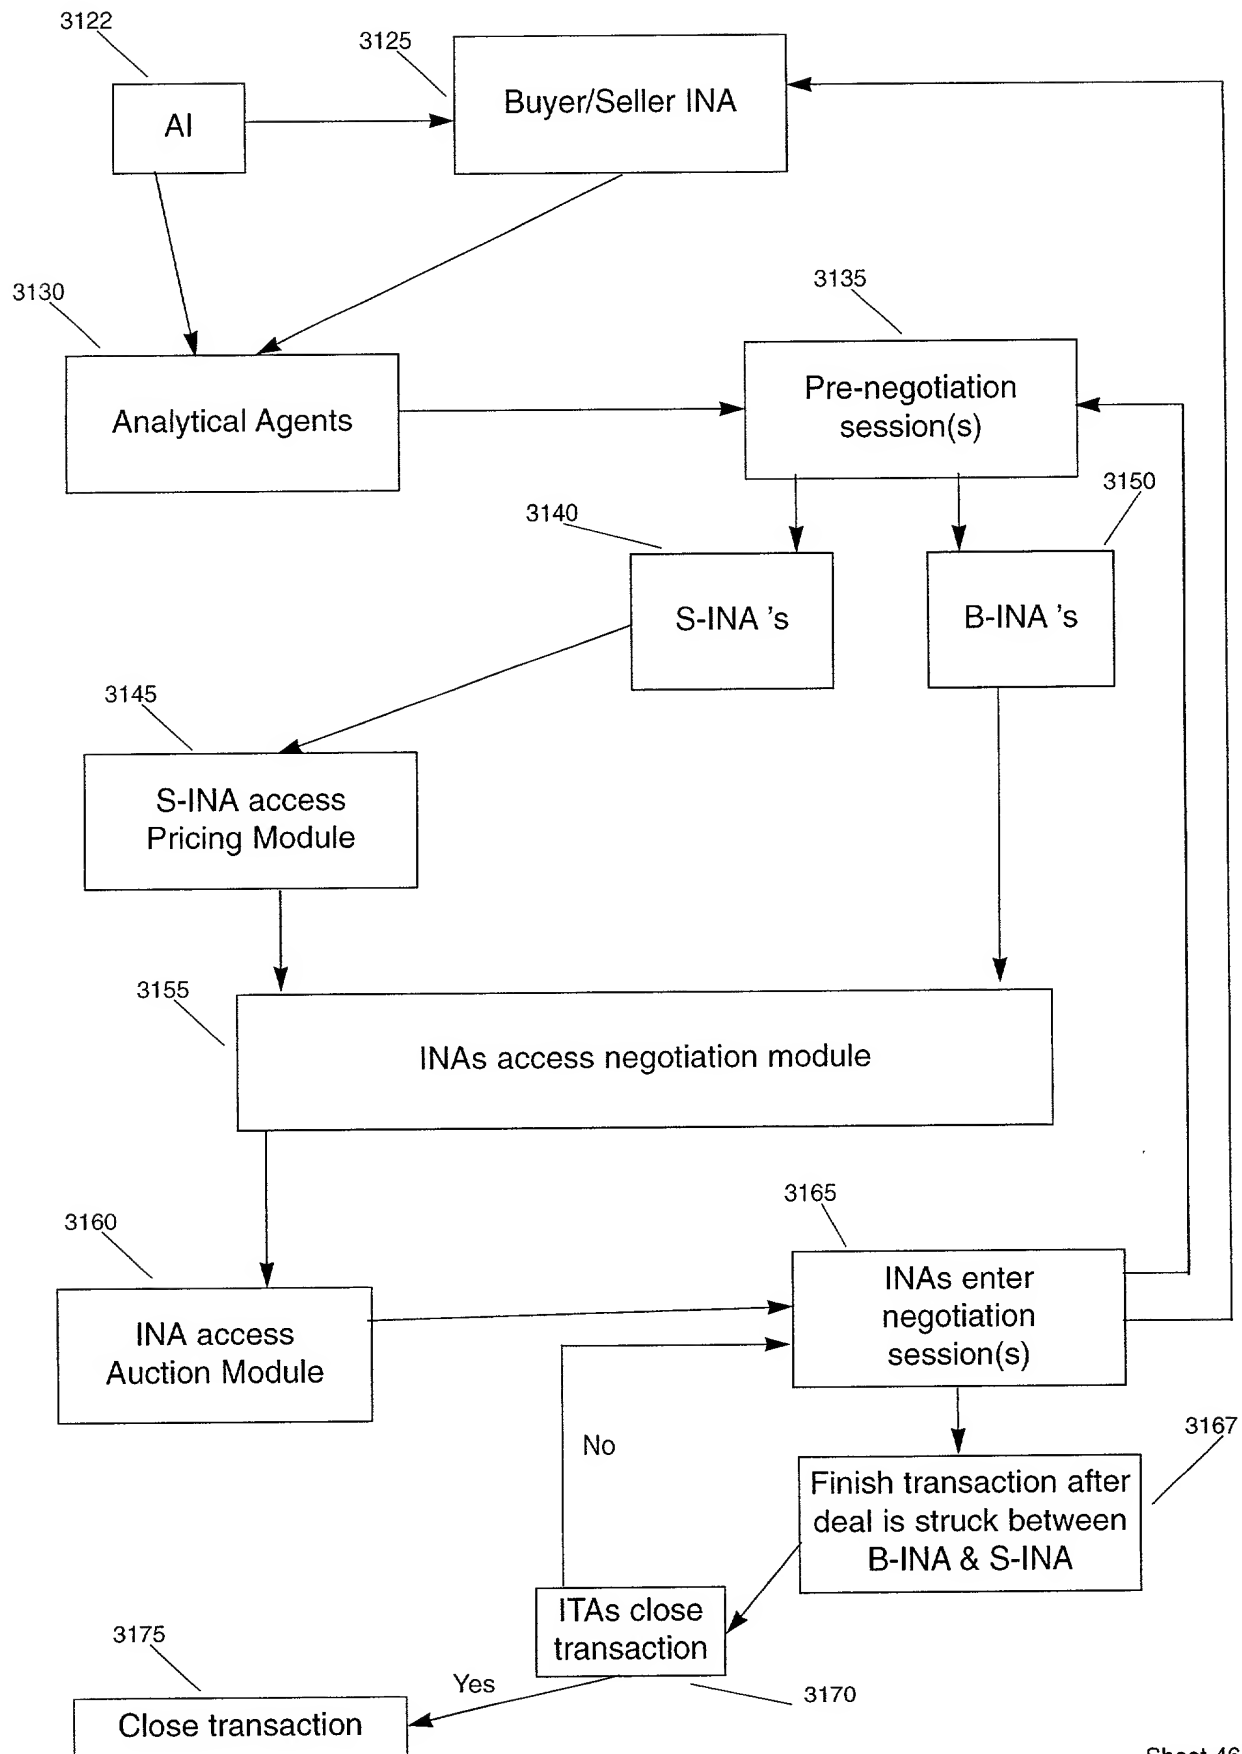 3122
3125
Buyer/Seller INA
AI
3130
3135
Pre-negotiation
session(s)
Analytical Agents
3150
3140
S-INA 's
B-INA 's
3145
S-INA access
Pricing Module
3155
INAs access negotiation module
3165
3160
INAs enter
negotiation
session(s)
INA access
Auction Module
No
3167
Finish transaction after
deal is struck between
B-INA & S-INA
ITAs close
transaction
3175
Yes
3170
Close transaction
Sheet 46